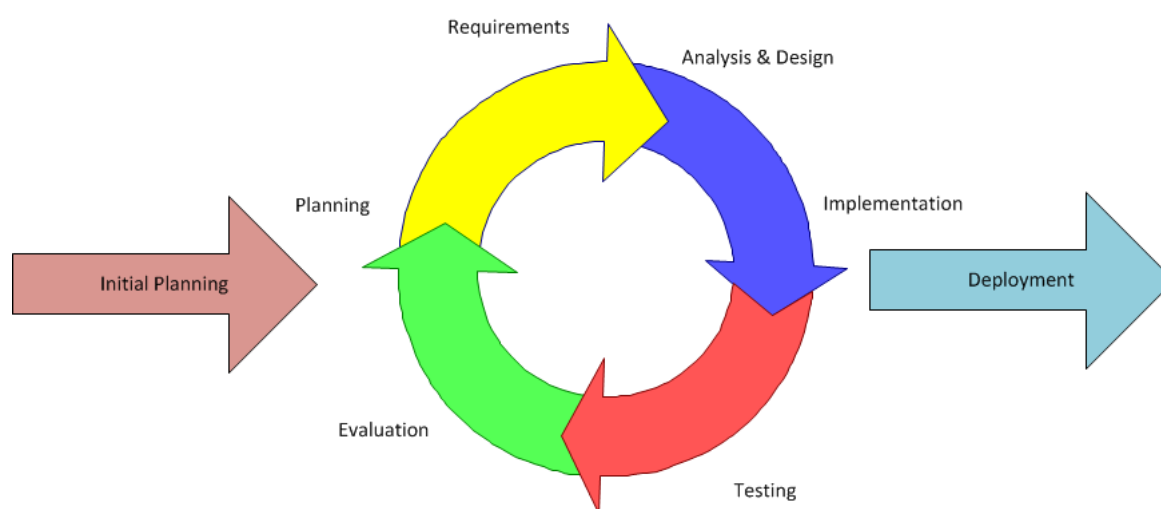 Requirements
Analysis & Design
Planning
Implementation
Initial Planning
Deployment
Evaluation
Testing